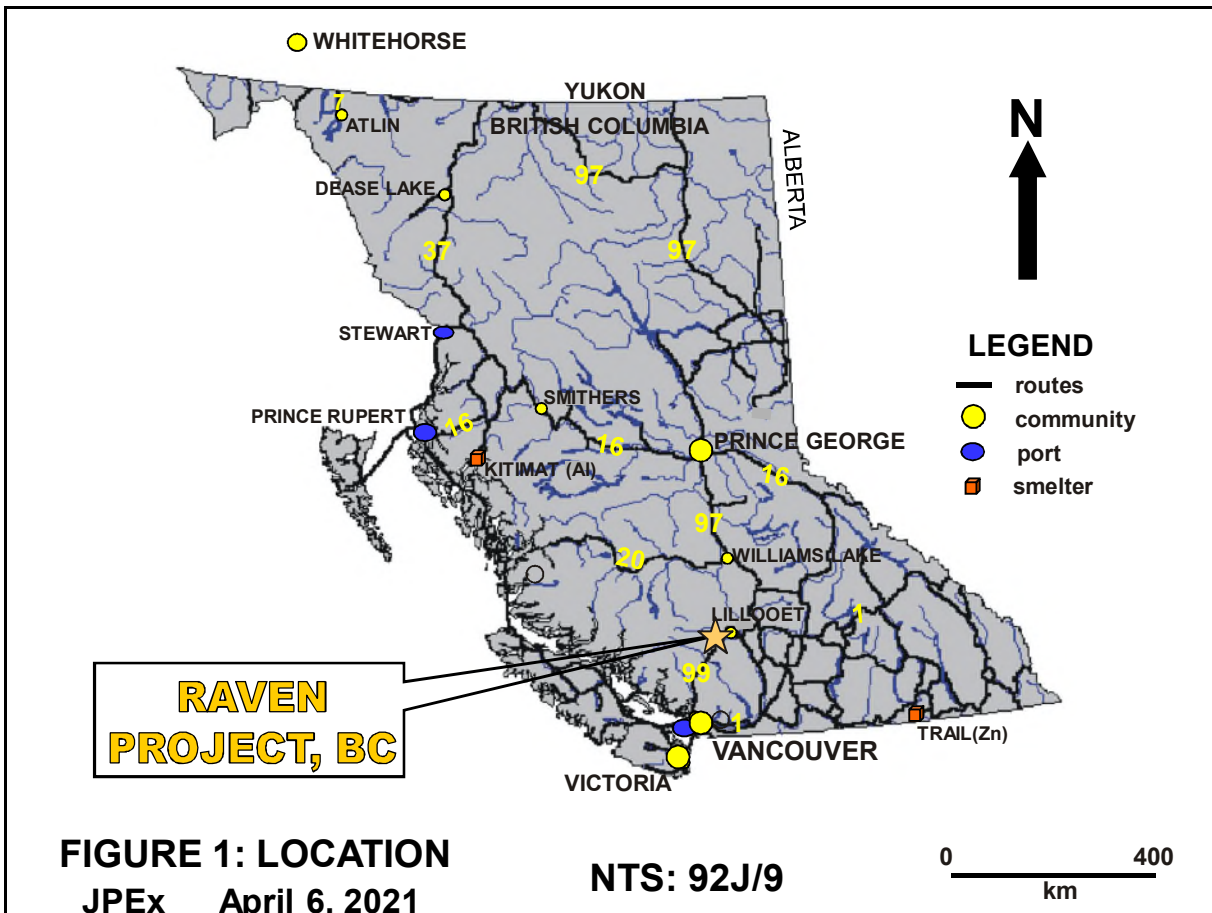 WHITEHORSE
YUKON
7
ATLIN
BRITISH COLUMBIA
ALBERTA
N
DEASE LAKE
97
37
97
STEWART
LEGEND
routes
community
port
smelter
SMITHERS
PRINCE RUPERT
16
16
PRINCE GEORGE
KITIMAT (Al)
16
97
20
WILLIAMS LAKE
LILLOOET
1
99
RAVEN
PROJECT, BC
1
VANCOUVER
TRAIL(Zn)
VICTORIA
FIGURE 1: LOCATION
JPEx April 6, 2021
NTS: 92J/9
0 400
km